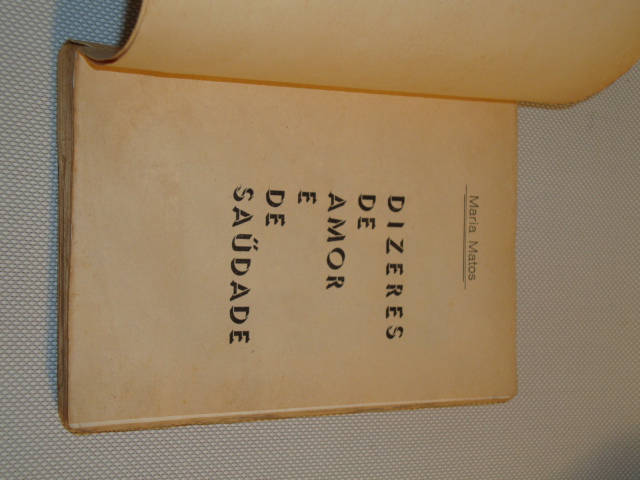 Maria Matos
DIZERES
DE
AMOR
E
DE
SAÜDADE